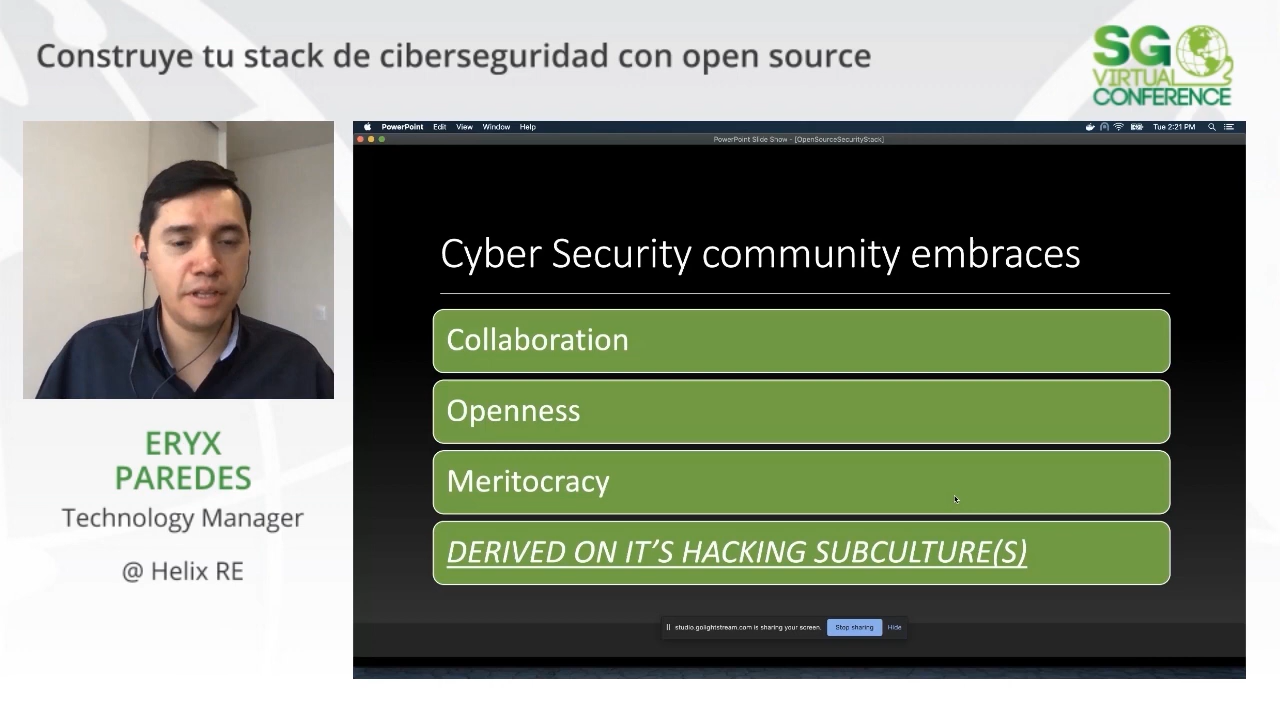 Construye tu stack de ciberseguridad con open source
SG
VIRTUAL
CONFERENCE
PowerPoint Edit View Window Help
Tue 2:21 PM
PowerPoint Slide Show - [OpenSourceSecurityStack]
Cyber Security community embraces
Collaboration
Openness
Meritocracy
DERIVED ON IT’S HACKING SUBCULTURE(S)
studio.golightstream.com is sharing your screen.
Stop sharing
Hide
ERYX
PAREDES
Technology Manager
@ Helix RE